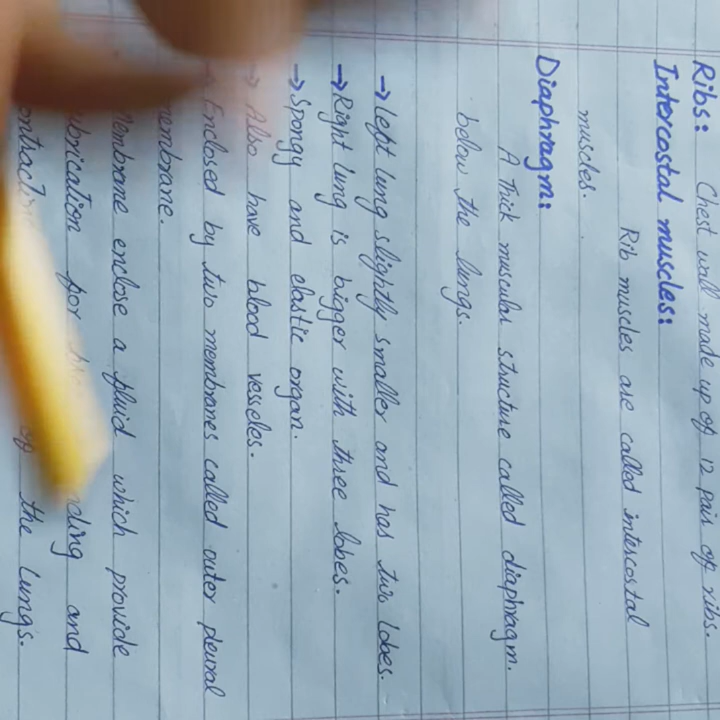 Ribs: Chest wall made up of 12 pair of ribs.
Intercostal muscles:
Rib muscles are called intercostal
muscles.
Diaphragm:
A Thick muscular structure called diaphragm.
below the lungs.
→ Left lung slightly smaller and has two lobes.
→ Right lung is bigger with three lobes.
→ Spongy and elastic organ.
→ Also have blood vesseles.
Enclosed by two membranes called outer pleural
membrane.
Membrane enclose a fluid which provide
lubrication for and
of the lungs.